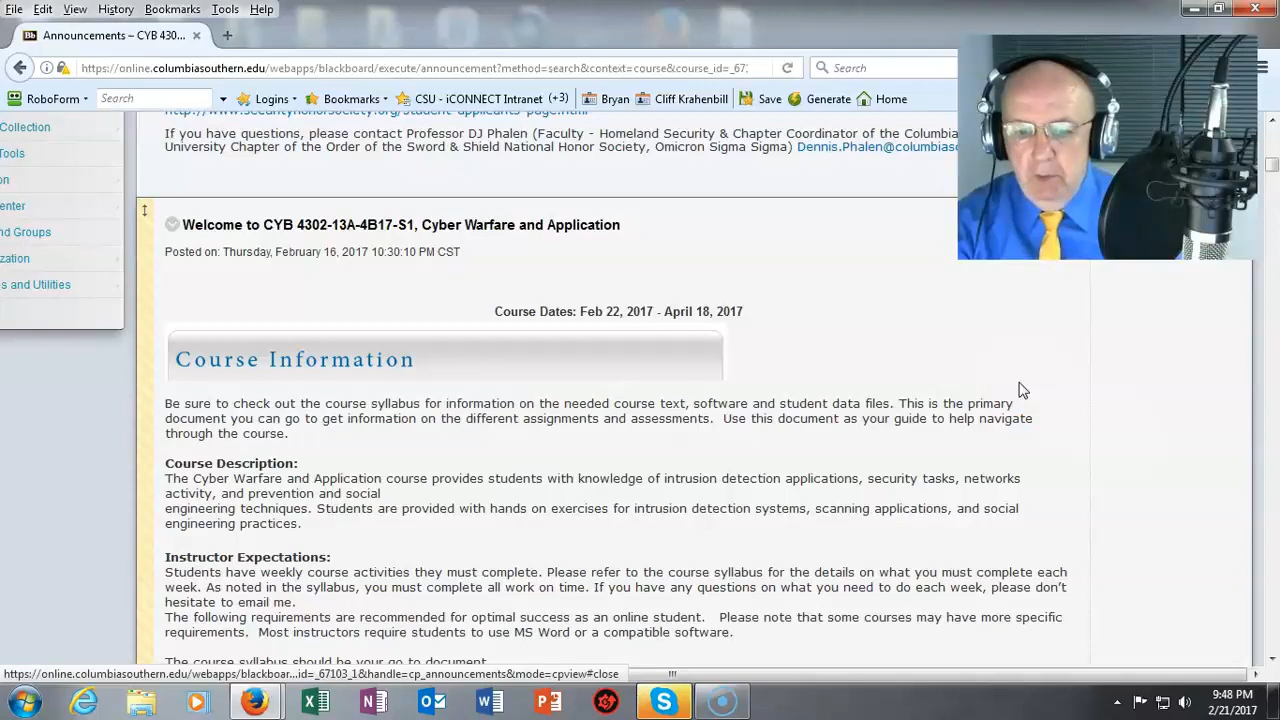 File Edit View History Bookmarks Tools Help
Bb Announcements – CYB 430...
https://online.columbiasouthern.edu/webapps/blackboard/execute/announcement?method=search&context=course&course_id=_67: Search
RoboForm Search Logins Bookmarks CSU - iCONNECT Intranet (+3) Bryan Cliff Krahenbill Save Generate Home
Collection
Tools
on
enter
nd Groups
ization
s and Utilities
If you have questions, please contact Professor DJ Phalen (Faculty - Homeland Security & Chapter Coordinator of the Columbia
University Chapter of the Order of the Sword & Shield National Honor Society, Omicron Sigma Sigma) Dennis.Phalen@columbiaso
Welcome to CYB 4302-13A-4B17-S1, Cyber Warfare and Application
Posted on: Thursday, February 16, 2017 10:30:10 PM CST
Course Dates: Feb 22, 2017 - April 18, 2017
Course Information
Be sure to check out the course syllabus for information on the needed course text, software and student data files. This is the primary
document you can go to get information on the different assignments and assessments. Use this document as your guide to help navigate
through the course.
Course Description:
The Cyber Warfare and Application course provides students with knowledge of intrusion detection applications, security tasks, networks
activity, and prevention and social
engineering techniques. Students are provided with hands on exercises for intrusion detection systems, scanning applications, and social
engineering practices.
Instructor Expectations:
Students have weekly course activities they must complete. Please refer to the course syllabus for the details on what you must complete each
week. As noted in the syllabus, you must complete all work on time. If you have any questions on what you need to do each week, please don't
hesitate to email me.
The following requirements are recommended for optimal success as an online student. Please note that some courses may have more specific
requirements. Most instructors require students to use MS Word or a compatible software.
The course syllabus should be your go to document
https://online.columbiasouthern.edu/webapps/blackboar...id=_67103_1&handle=cp_announcements&mode=cpview#close
9:48 PM
2/21/2017